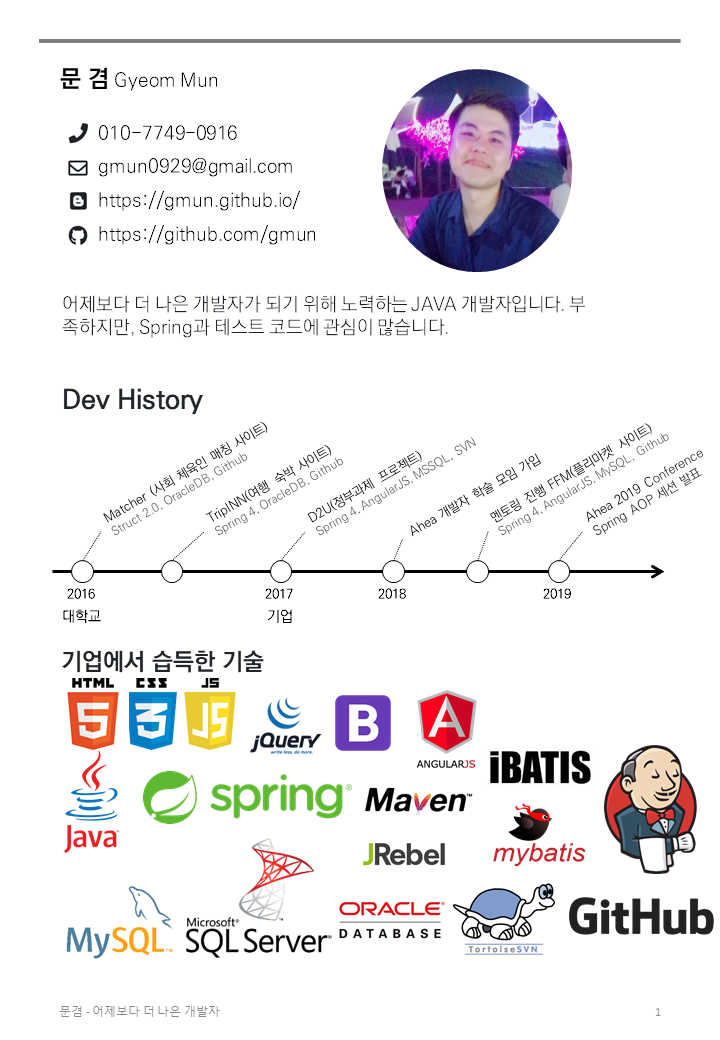 문 겸 Gyeom Mun
010-7749-0916
gmun0929@gmail.com
https://gmun.github.io/
https://github.com/gmun
어제보다 더 나은 개발자가 되기 위해 노력하는 JAVA 개발자입니다. 부
족하지만, Spring과 테스트 코드에 관심이 많습니다.
Dev History
Matcher (사회 체육인 매칭 사이트)
Struct 2.0, OracleDB, Github
TripINN(여행 숙박 사이트)
Spring 4, OracleDB, Github
D2U(정부과제 프로젝트)
Spring 4, AngularJS, MSSQL, SVN
Ahea 개발자 학술 모임 가입
멘토링 진행 FFM(플리마켓 사이트)
Spring 4, AngularJS, MySQL, Github
Ahea 2019 Conference
Spring AOP 세션 발표
2016 2017 2018 2019
대학교 기업
기업에서 습득한 기술
HTML CSS JS
5 3 JS
jQuery
write less, do more.
B
A
ANGULARJS
iBATIS
Java™
spring®
Maven™
JRebel
mybatis
MySQL™
Microsoft®
SQL Server®
ORACLE®
DATABASE
TortoiseSVN
GitHub
문겸 - 어제보다 더 나은 개발자 1